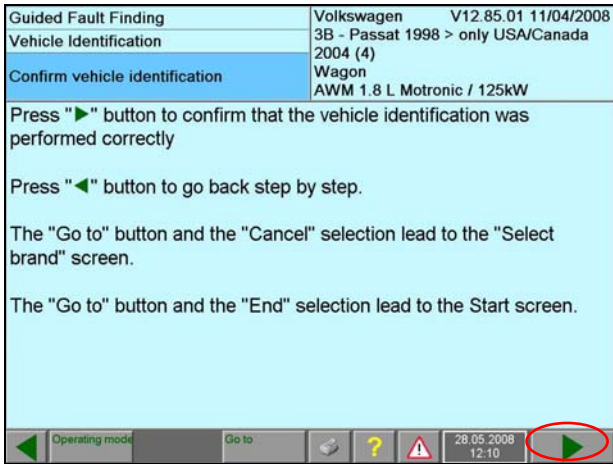 Guided Fault Finding
Vehicle Identification
Confirm vehicle identification
Volkswagen V12.85.01 11/04/2008
3B - Passat 1998 > only USA/Canada
2004 (4)
Wagon
AWM 1.8 L Motronic / 125kW
Press "▶" button to confirm that the vehicle identification was
performed correctly
Press "◀" button to go back step by step.
The "Go to" button and the "Cancel" selection lead to the "Select
brand" screen.
The "Go to" button and the "End" selection lead to the Start screen.
Operating mode
Go to
?
28.05.2008
12:10